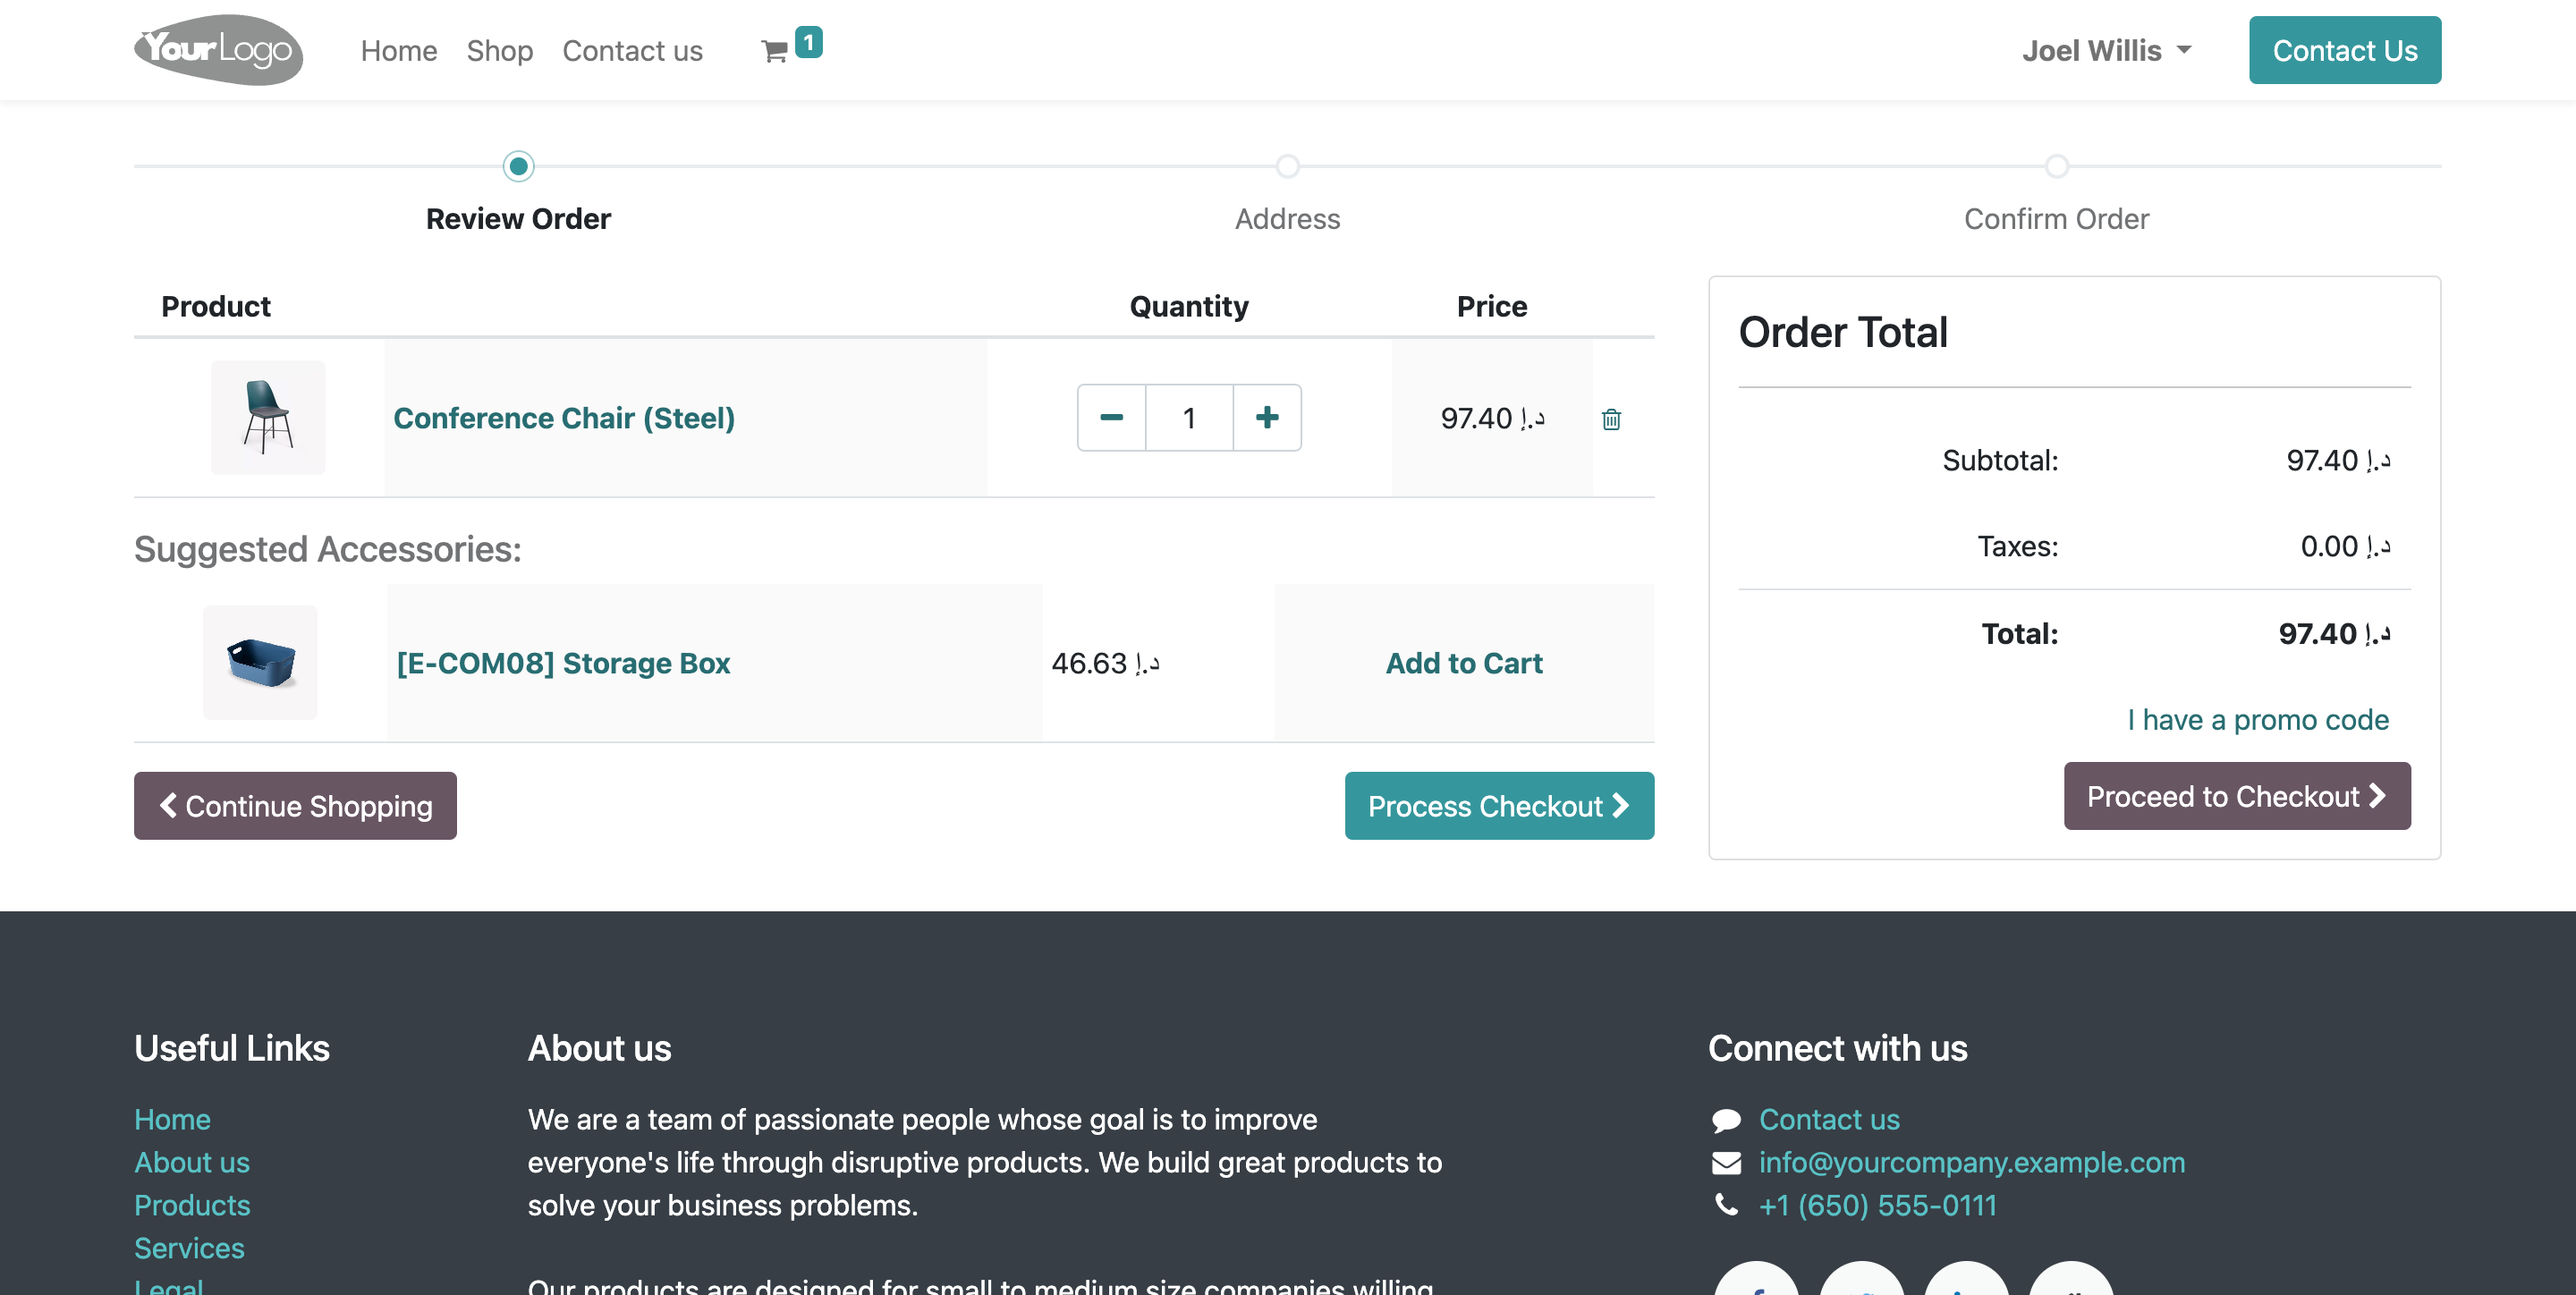 YourLogo
Home
Shop
Contact us
1
Joel Willis
Contact Us
Review Order
Address
Confirm Order
Product
Quantity
Price
Conference Chair (Steel)
1
97.40 د.إ
Suggested Accessories:
[E-COM08] Storage Box
46.63 د.إ
Add to Cart
Continue Shopping
Process Checkout
Order Total
Subtotal:
97.40 د.إ
Taxes:
0.00 د.إ
Total:
97.40 د.إ
I have a promo code
Proceed to Checkout
Useful Links
Home
About us
Products
Services
Legal
About us
We are a team of passionate people whose goal is to improve
everyone's life through disruptive products. We build great products to
solve your business problems.
Our products are designed for small to medium size companies willing
Connect with us
Contact us
info@yourcompany.example.com
+1 (650) 555-0111